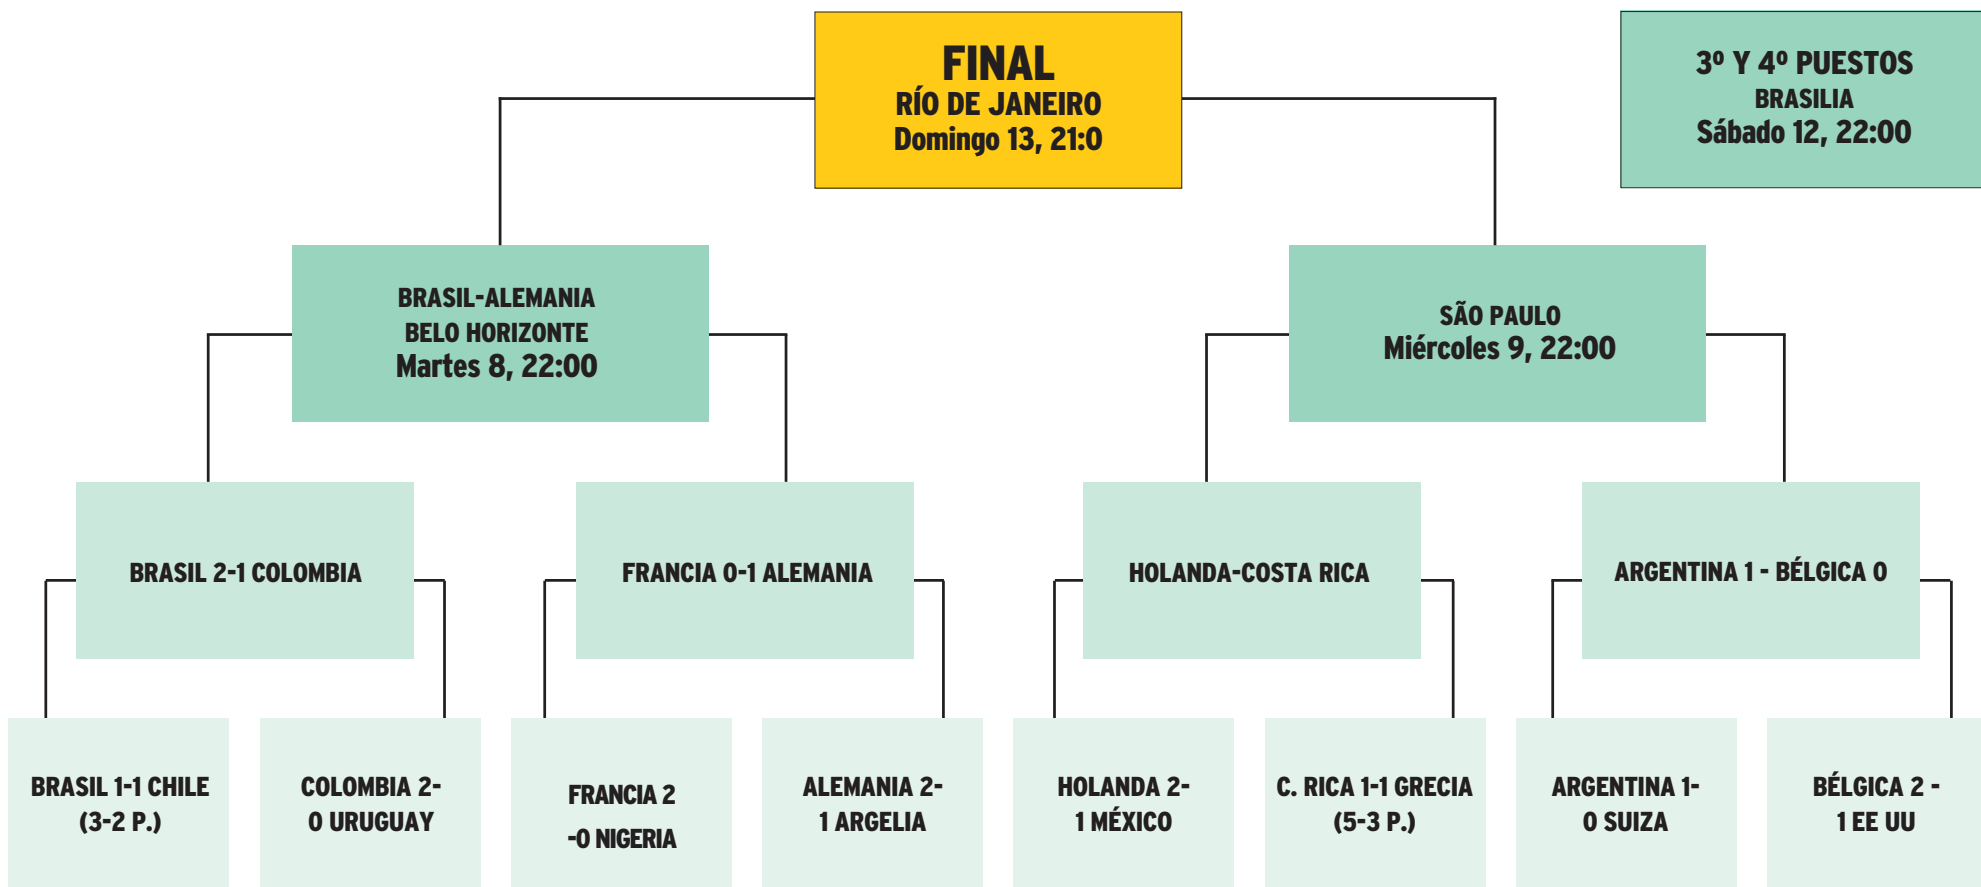 FINAL
RÍO DE JANEIRO
Domingo 13, 21:0
3º Y 4º PUESTOS
BRASILIA
Sábado 12, 22:00
BRASIL-ALEMANIA
BELO HORIZONTE
Martes 8, 22:00
SÃO PAULO
Miércoles 9, 22:00
BRASIL 2-1 COLOMBIA
FRANCIA 0-1 ALEMANIA
HOLANDA-COSTA RICA
ARGENTINA 1 - BÉLGICA 0
BRASIL 1-1 CHILE
(3-2 P.)
COLOMBIA 2-
0 URUGUAY
FRANCIA 2
-0 NIGERIA
ALEMANIA 2-
1 ARGELIA
HOLANDA 2-
1 MÉXICO
C. RICA 1-1 GRECIA
(5-3 P.)
ARGENTINA 1-
0 SUIZA
BÉLGICA 2 -
1 EE UU